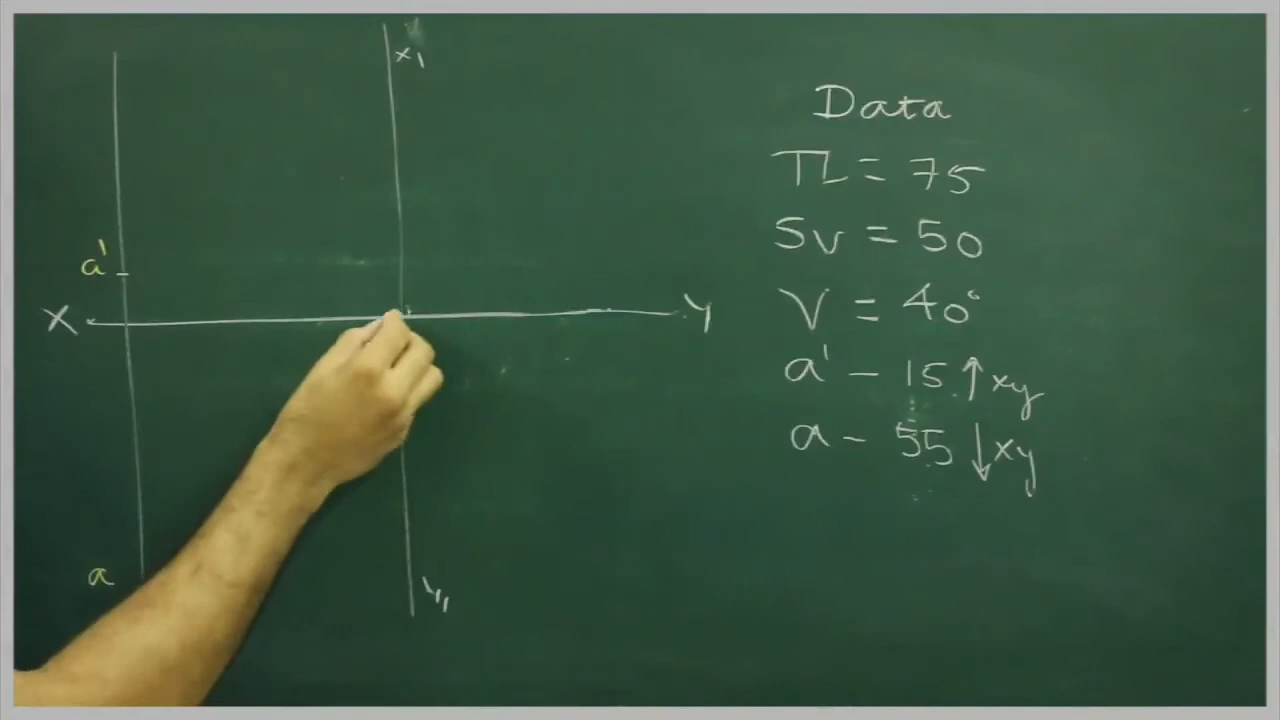 x1
a'
X
Y
a
y1
Data
TL = 75
SV = 50
V = 40°
a' - 15 ↑ xy
a - 55 ↓ xy